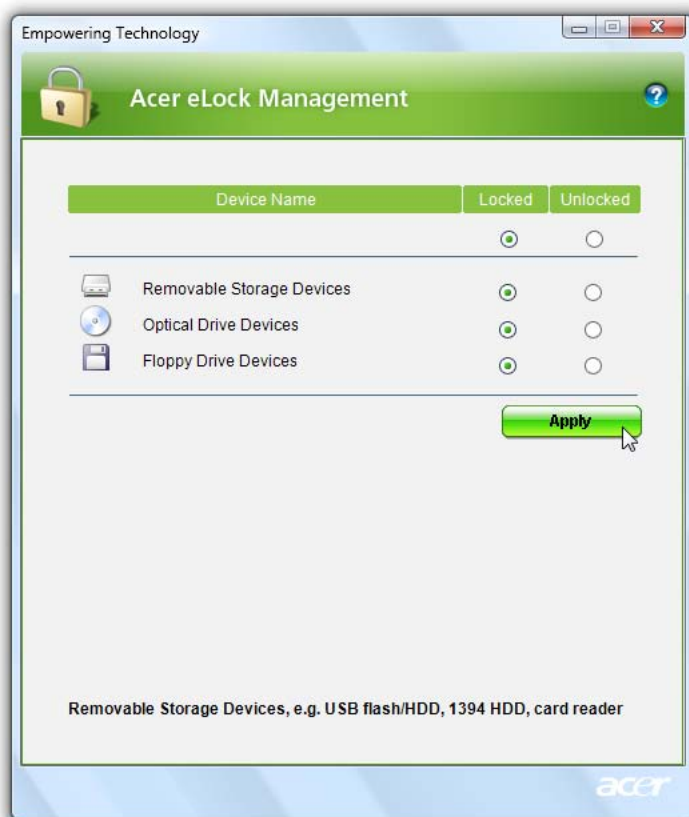 Empowering Technology
Acer eLock Management
?
Device Name Locked Unlocked
Removable Storage Devices
Optical Drive Devices
Floppy Drive Devices
Apply
Removable Storage Devices, e.g. USB flash/HDD, 1394 HDD, card reader
acer